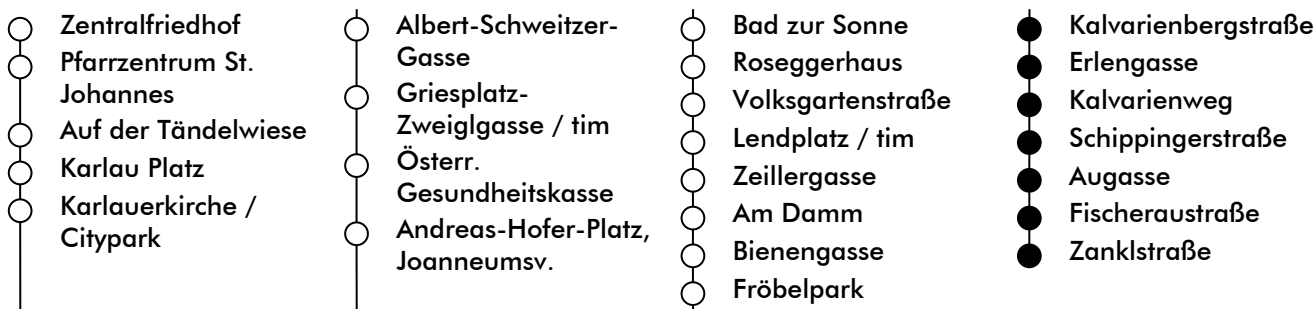 Zentralfriedhof
Pfarrzentrum St.
Johannes
Auf der Tändelwiese
Karlau Platz
Karlauerkirche /
Citypark
Albert-Schweitzer-
Gasse
Griesplatz-
Zweiglgasse / tim
Österr.
Gesundheitskasse
Andreas-Hofer-Platz,
Joanneumsv.
Bad zur Sonne
Roseggerhaus
Volksgartenstraße
Lendplatz / tim
Zeillergasse
Am Damm
Bienengasse
Fröbelpark
Kalvarienbergstraße
Erlengasse
Kalvarienweg
Schippingerstraße
Augasse
Fischeraustraße
Zanklstraße